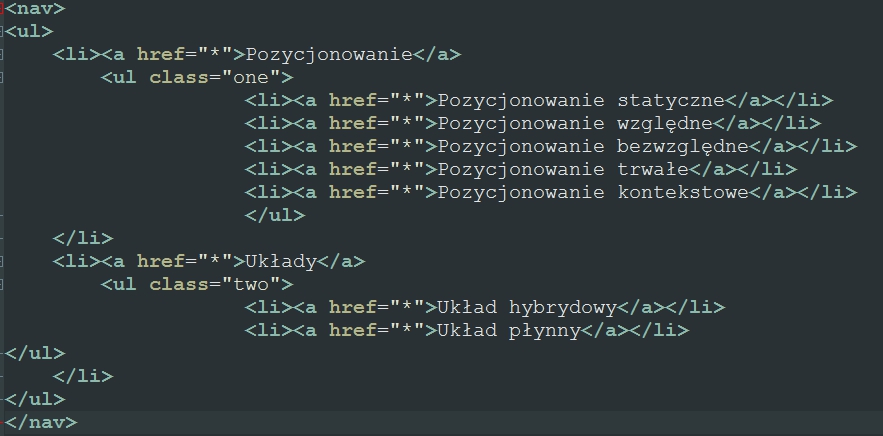 <nav>
<ul>
    <li><a href="*">Pozycjonowanie</a>
        <ul class="one">
                    <li><a href="*">Pozycjonowanie statyczne</a></li>
                    <li><a href="*">Pozycjonowanie względne</a></li>
                    <li><a href="*">Pozycjonowanie bezwzględne</a></li>
                    <li><a href="*">Pozycjonowanie trwałe</a></li>
                    <li><a href="*">Pozycjonowanie kontekstowe</a></li>
                    </ul>
    </li>
    <li><a href="*">Układy</a>
        <ul class="two">
                    <li><a href="*">Układ hybrydowy</a></li>
                    <li><a href="*">Układ płynny</a></li>
</ul>
    </li>
</ul>
</nav>